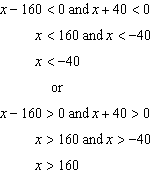 x − 160 < 0 and x + 40 < 0
x < 160 and x < −40
x < −40
or
x − 160 > 0 and x + 40 > 0
x > 160 and x > −40
x > 160